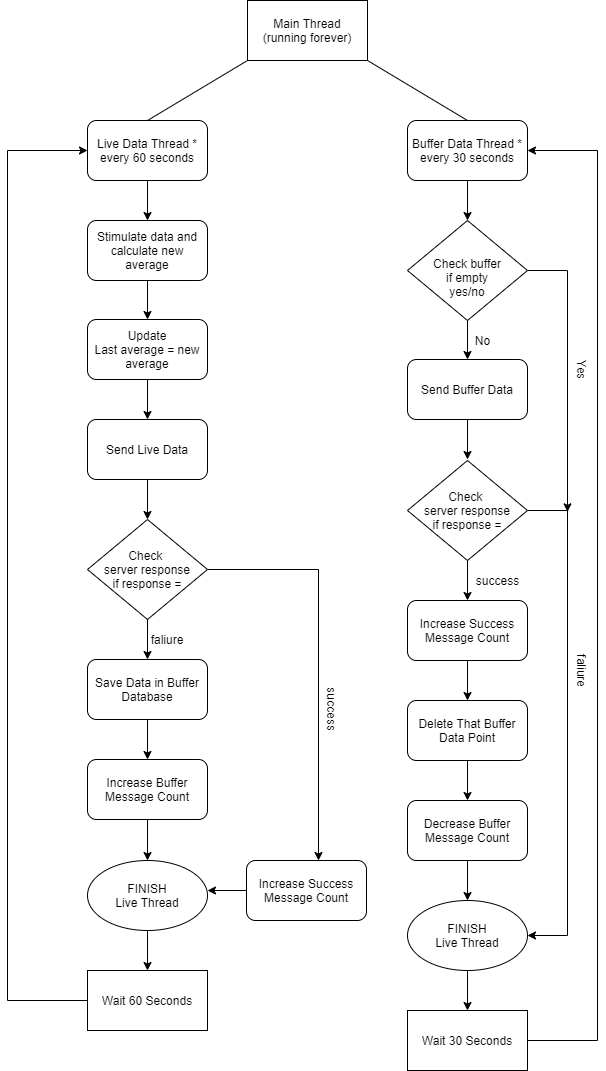 Main Thread
(running forever)
Live Data Thread *
every 60 seconds
Stimulate data and
calculate new
average
Update
Last average = new
average
Send Live Data
Check
server response
if response =
faliure
success
Save Data in Buffer
Database
Increase Buffer
Message Count
Increase Success
Message Count
FINISH
Live Thread
Wait 60 Seconds
Buffer Data Thread *
every 30 seconds
Check buffer
if empty
yes/no
No
Yes
Send Buffer Data
Check
server response
if response =
success
faliure
Increase Success
Message Count
Delete That Buffer
Data Point
Decrease Buffer
Message Count
FINISH
Live Thread
Wait 30 Seconds